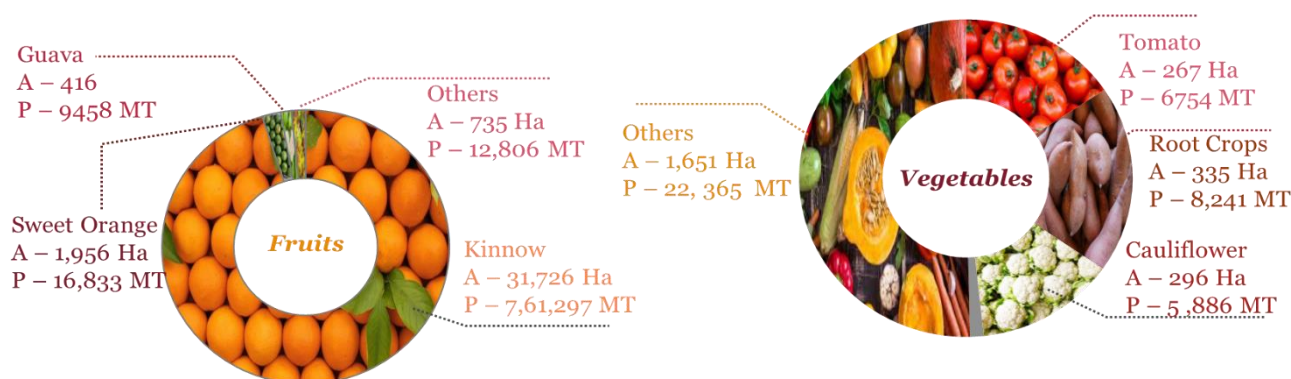 Guava
A – 416
P – 9458 MT
Others
A – 735 Ha
P – 12,806 MT
Sweet Orange
A – 1,956 Ha
P – 16,833 MT
Fruits
Kinnow
A – 31,726 Ha
P – 7,61,297 MT
Tomato
A – 267 Ha
P – 6754 MT
Others
A – 1,651 Ha
P – 22, 365 MT
Vegetables
Root Crops
A – 335 Ha
P – 8,241 MT
Cauliflower
A – 296 Ha
P – 5 ,886 MT